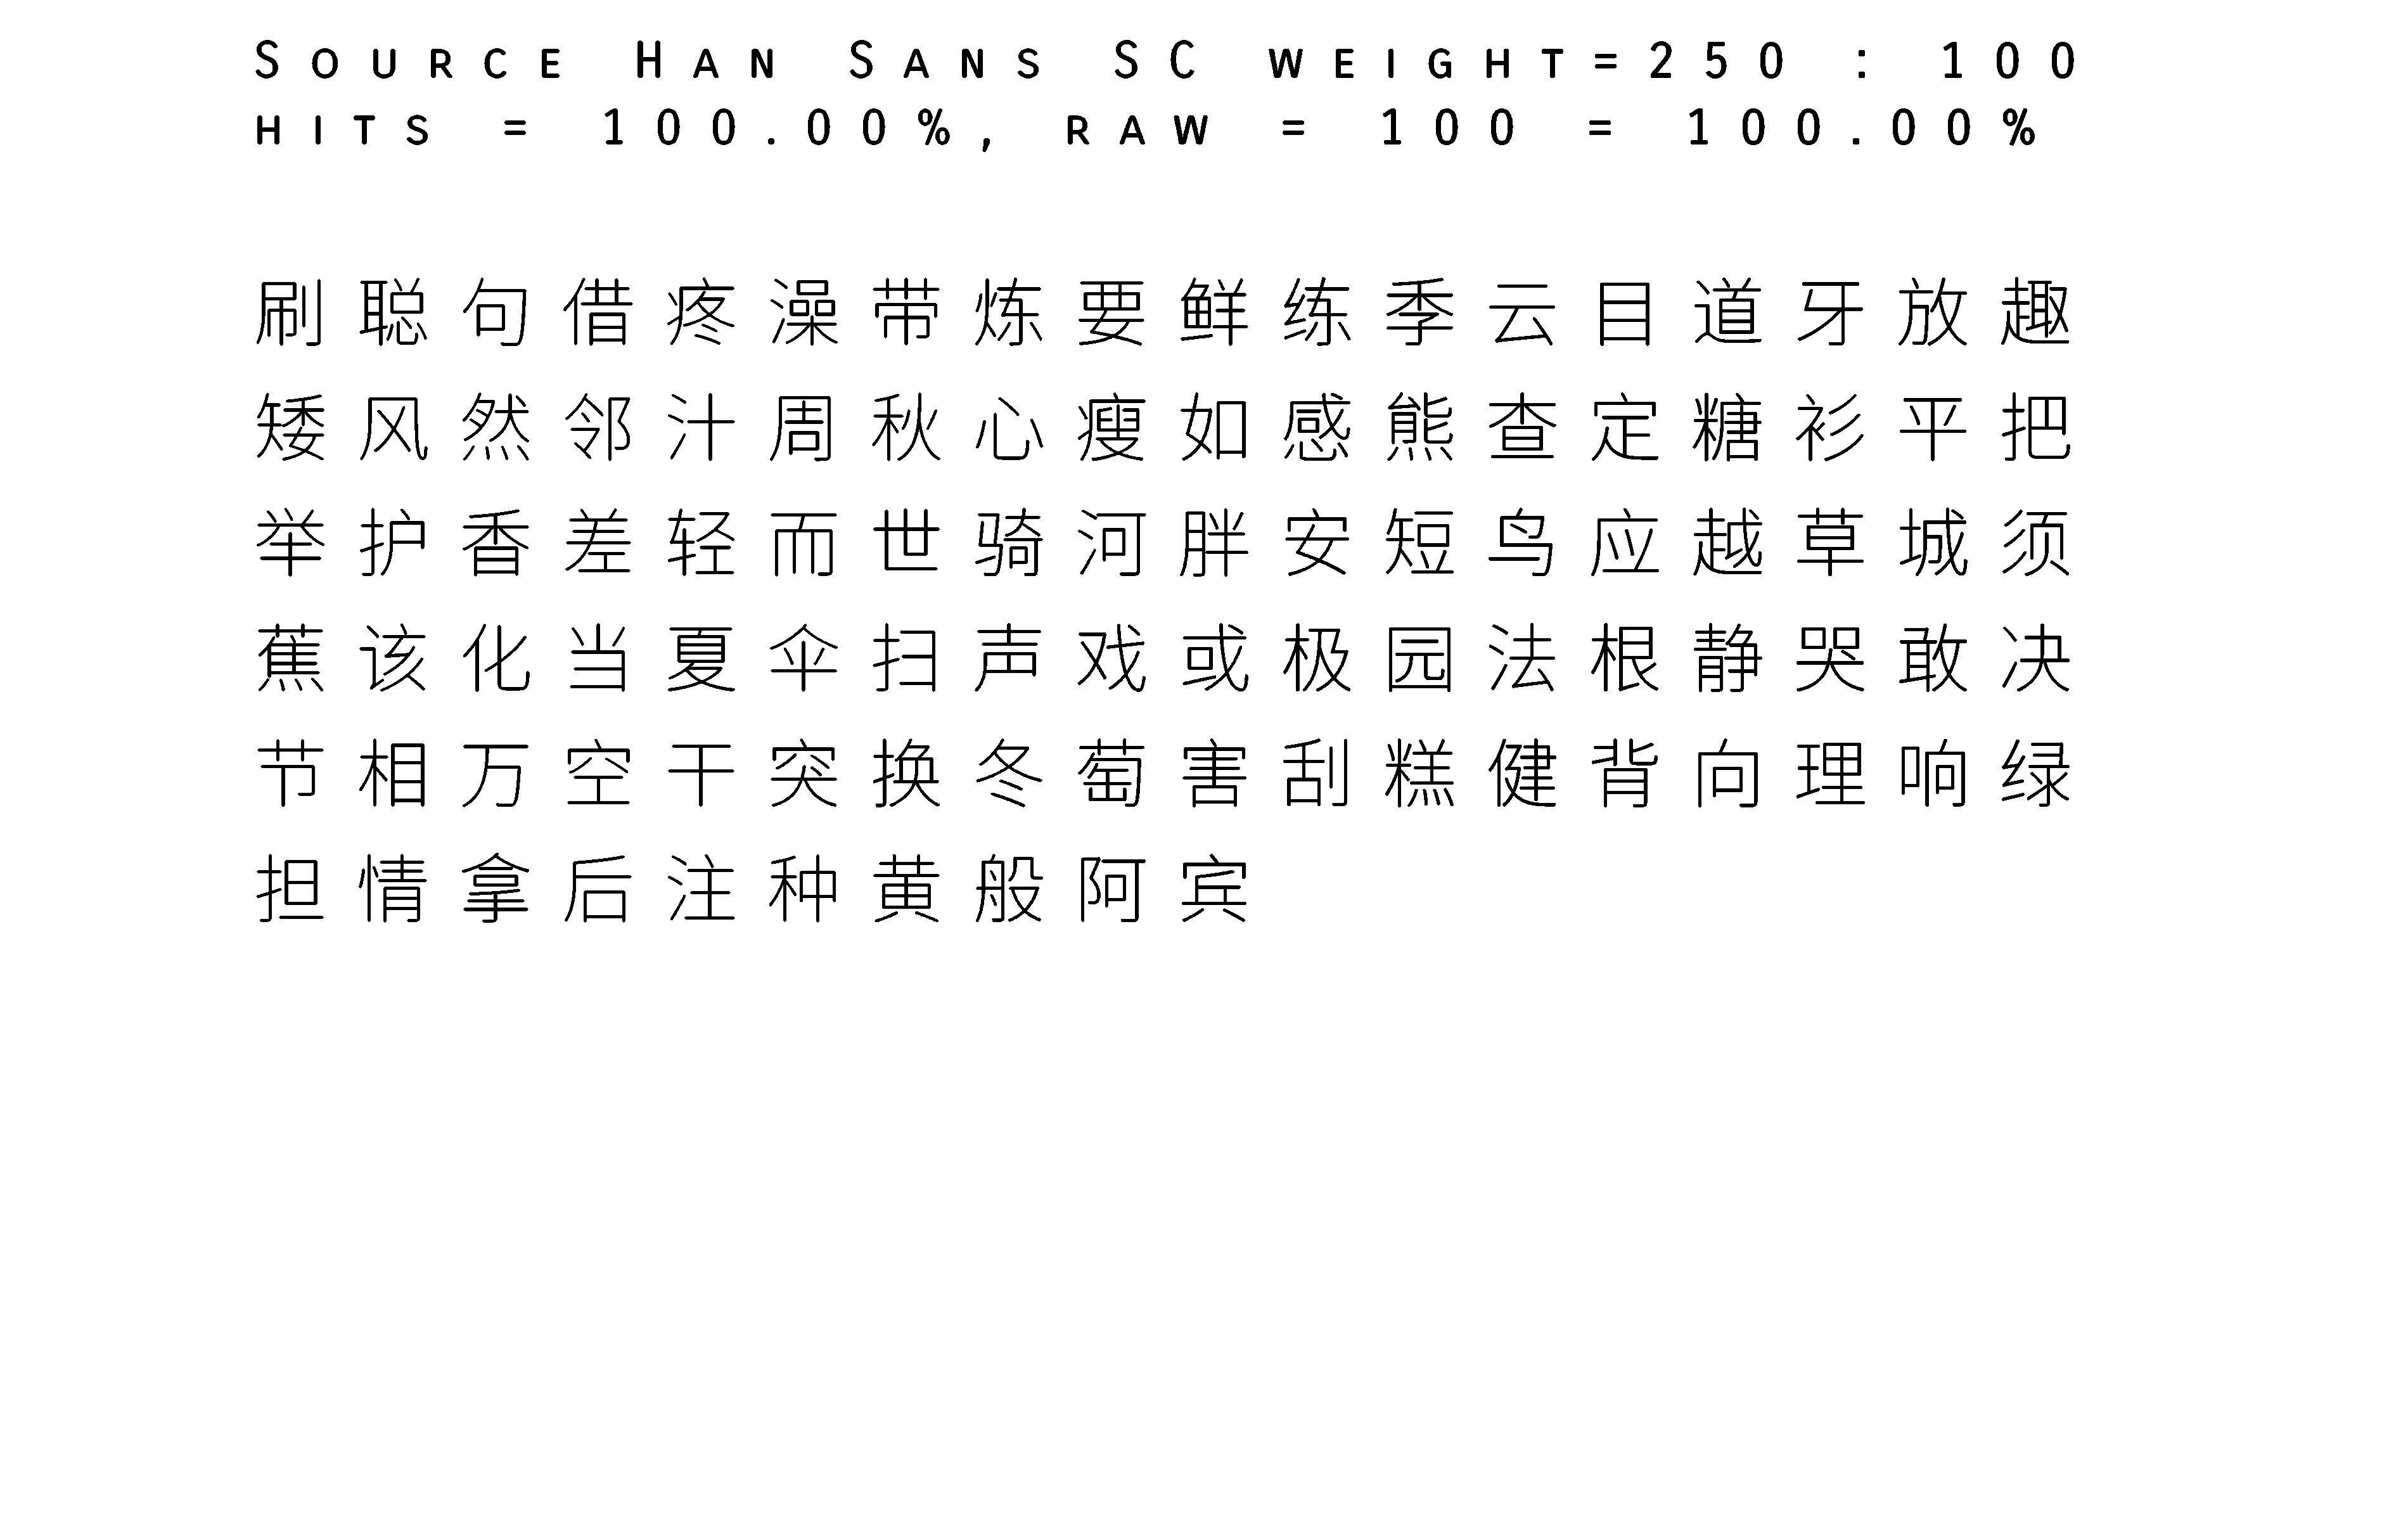 Source Han Sans SC weight=250 : 100
hits = 100.00%, raw = 100 = 100.00%
刷聪句借疼澡带炼要鲜练季云目道牙放趣
矮风然邻汁周秋心瘦如感熊查定糖衫平把
举护香差轻而世骑河胖安短鸟应越草城须
蕉该化当夏伞扫声戏或极园法根静哭敢决
节相万空干突换冬萄害刮糕健背向理响绿
担情拿后注种黄般阿宾